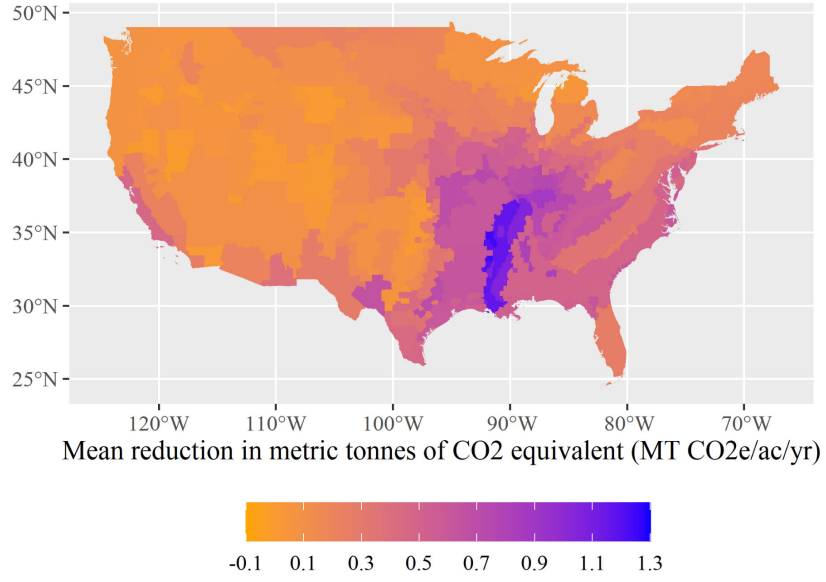 50°N
45°N
40°N
35°N
30°N
25°N
120°W 110°W 100°W 90°W 80°W 70°W
Mean reduction in metric tonnes of CO2 equivalent (MT CO2e/ac/yr)
-0.1 0.1 0.3 0.5 0.7 0.9 1.1 1.3